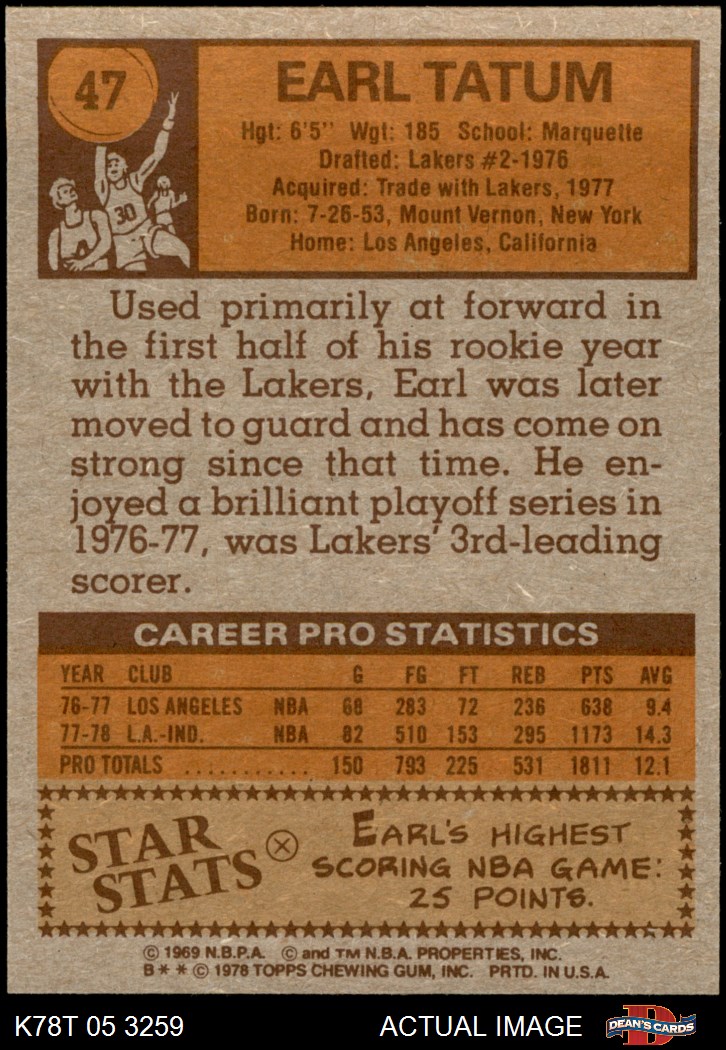 47
EARL TATUM
Hgt: 6'5" Wgt: 185 School: Marquette
Drafted: Lakers #2-1976
Acquired: Trade with Lakers, 1977
Born: 7-26-53, Mount Vernon, New York
Home: Los Angeles, California
30
Used primarily at forward in
the first half of his rookie year
with the Lakers, Earl was later
moved to guard and has come on
strong since that time. He en-
joyed a brilliant playoff series in
1976-77, was Lakers' 3rd-leading
scorer.
CAREER PRO STATISTICS
YEAR CLUB G FG FT REB PTS AVG
76-77 LOS ANGELES NBA 68 283 72 236 638 9.4
77-78 L.A.-IND. NBA 82 510 153 295 1173 14.3
PRO TOTALS ........... 150 793 225 531 1811 12.1
STAR
STATS
EARL'S HIGHEST
SCORING NBA GAME:
25 POINTS.
© 1969 N.B.P.A. © and TM N.B.A. PROPERTIES, INC.
B** © 1978 TOPPS CHEWING GUM, INC. PRTD. IN U.S.A.
K78T 05 3259 ACTUAL IMAGE
D
DEAN'S CARDS